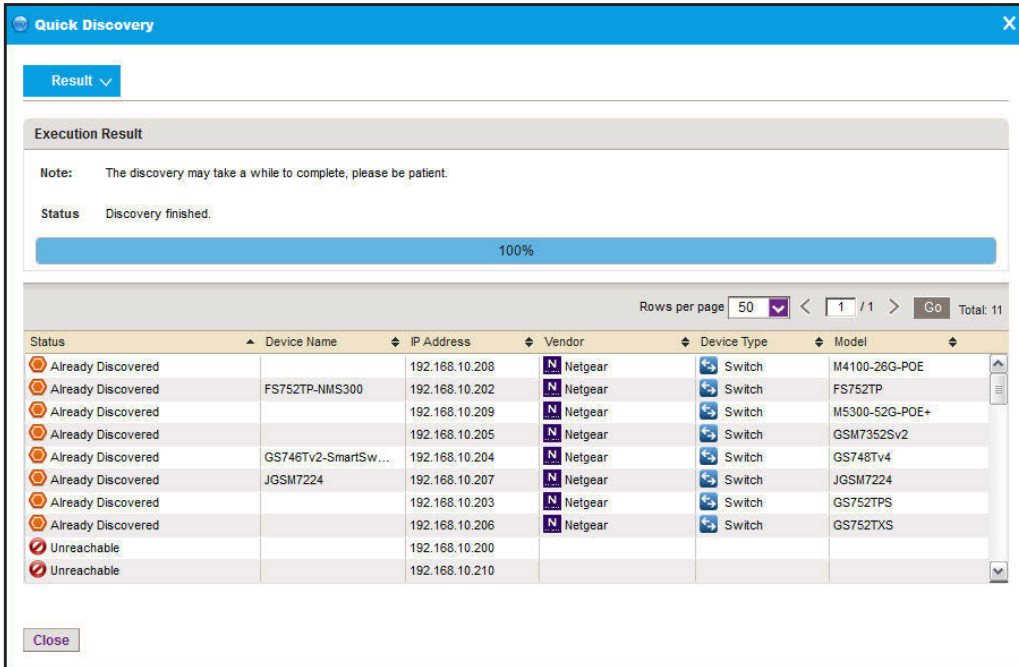 Quick Discovery X
Result
Execution Result
Note: The discovery may take a while to complete, please be patient.
Status Discovery finished.
100%
Rows per page 50 < 1 / 1 > Go Total: 11
Status Device Name IP Address Vendor Device Type Model
Already Discovered 192.168.10.208 N Netgear Switch M4100-26G-POE
Already Discovered FS752TP-NMS300 192.168.10.202 N Netgear Switch FS752TP
Already Discovered 192.168.10.209 N Netgear Switch M5300-52G-POE+
Already Discovered 192.168.10.205 N Netgear Switch GSM7352Sv2
Already Discovered GS746Tv2-SmartSw... 192.168.10.204 N Netgear Switch GS748Tv4
Already Discovered JGSM7224 192.168.10.207 N Netgear Switch JGSM7224
Already Discovered 192.168.10.203 N Netgear Switch GS752TPS
Already Discovered 192.168.10.206 N Netgear Switch GS752TXS
Unreachable 192.168.10.200
Unreachable 192.168.10.210
Close